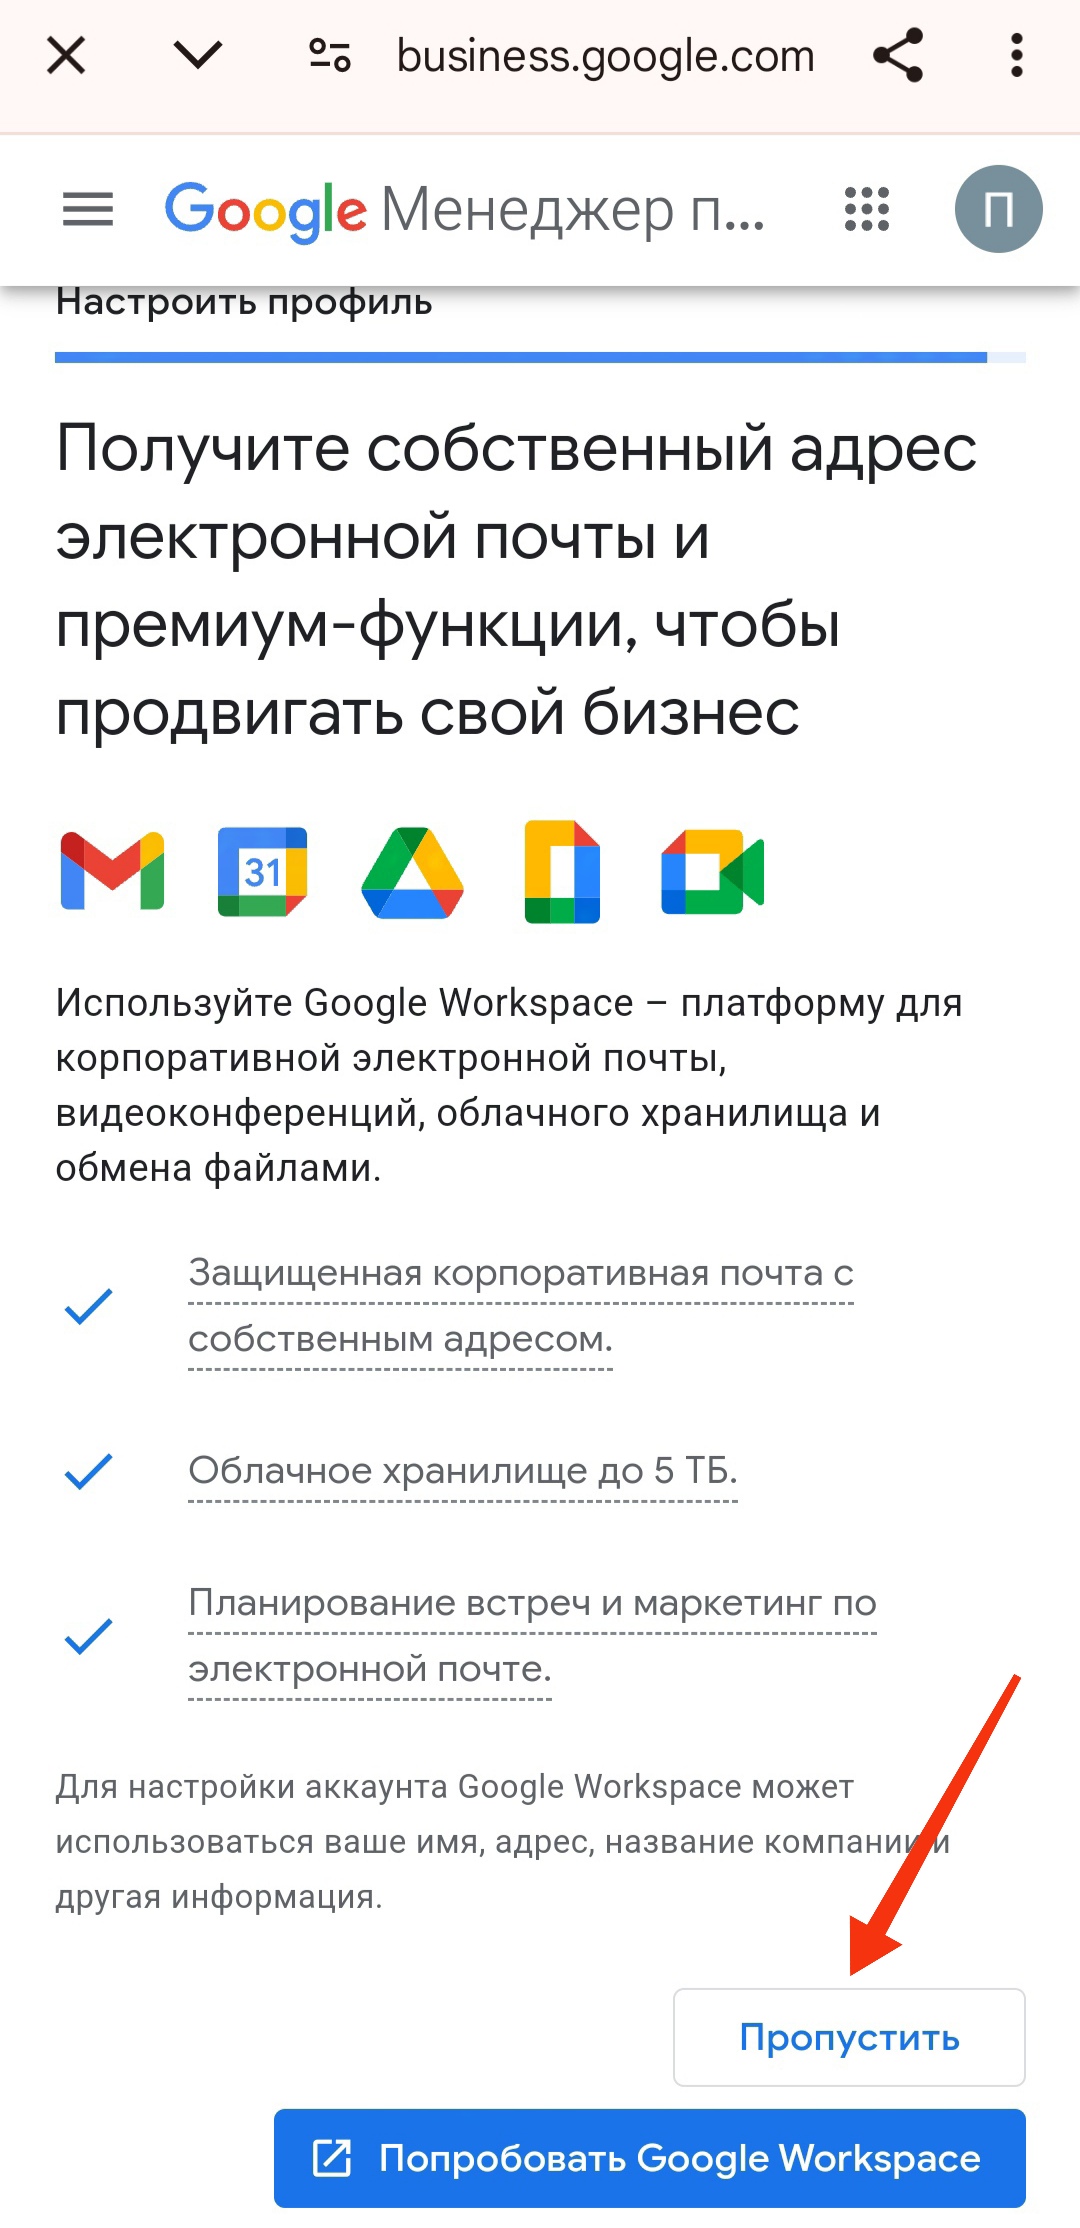 business.google.com
Google Менеджер п...
П
Настроить профиль
Получите собственный адрес
электронной почты и
премиум-функции, чтобы
продвигать свой бизнес
31
Используйте Google Workspace – платформу для
корпоративной электронной почты,
видеоконференций, облачного хранилища и
обмена файлами.
Защищенная корпоративная почта с
собственным адресом.
Облачное хранилище до 5 ТБ.
Планирование встреч и маркетинг по
электронной почте.
Для настройки аккаунта Google Workspace может
использоваться ваше имя, адрес, название компании и
другая информация.
Пропустить
Попробовать Google Workspace